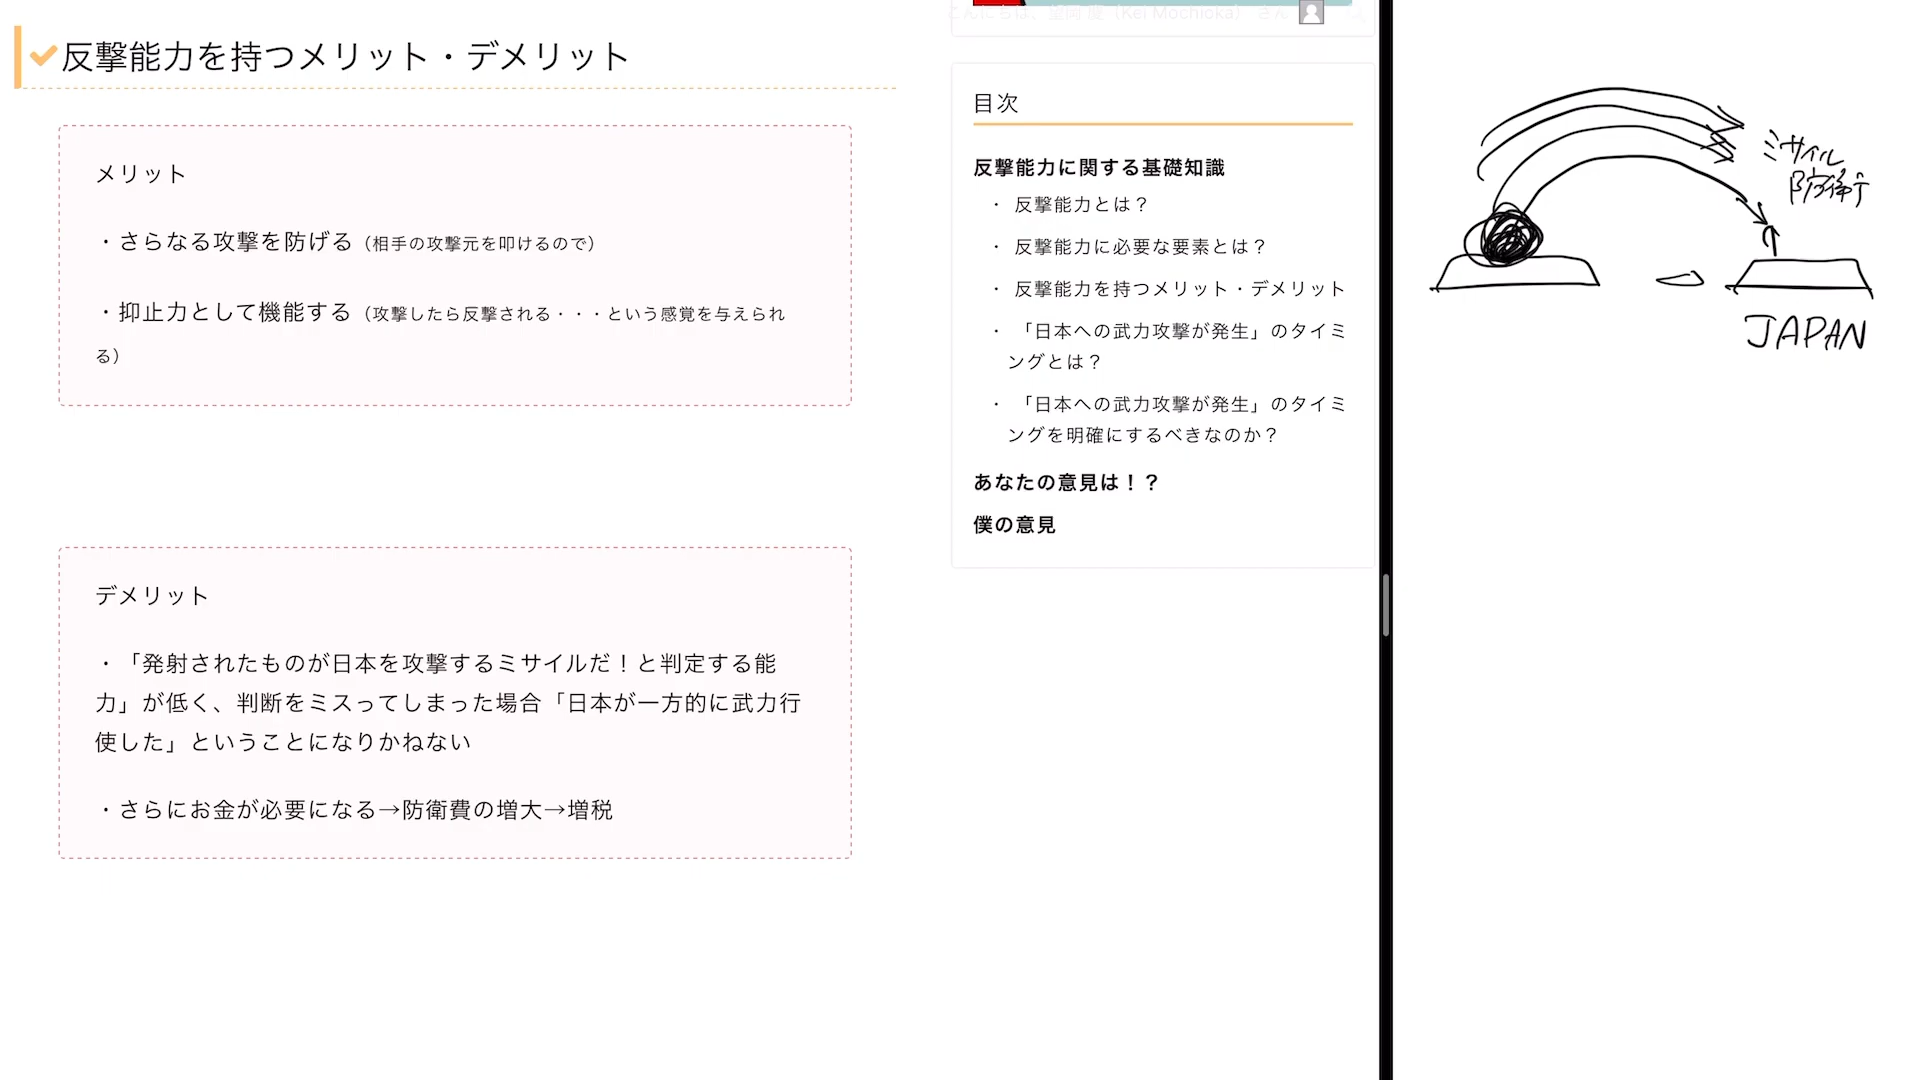 反撃能力を持つメリット・デメリット
メリット
・さらなる攻撃を防げる（相手の攻撃元を叩けるので）
・抑止力として機能する（攻撃したら反撃される・・・という感覚を与えられ
る）
デメリット
・「発射されたものが日本を攻撃するミサイルだ！と判定する能
力」が低く、判断をミスってしまった場合「日本が一方的に武力行
使した」ということになりかねない
・さらにお金が必要になる→防衛費の増大→増税
こんにちは、望岡 慶（Kei Mochioka） さん
目次
反撃能力に関する基礎知識
・ 反撃能力とは？
・ 反撃能力に必要な要素とは？
・ 反撃能力を持つメリット・デメリット
・ 「日本への武力攻撃が発生」のタイミ
ングとは？
・ 「日本への武力攻撃が発生」のタイミ
ングを明確にするべきなのか？
あなたの意見は！？
僕の意見
ミサイル
防衛
JAPAN